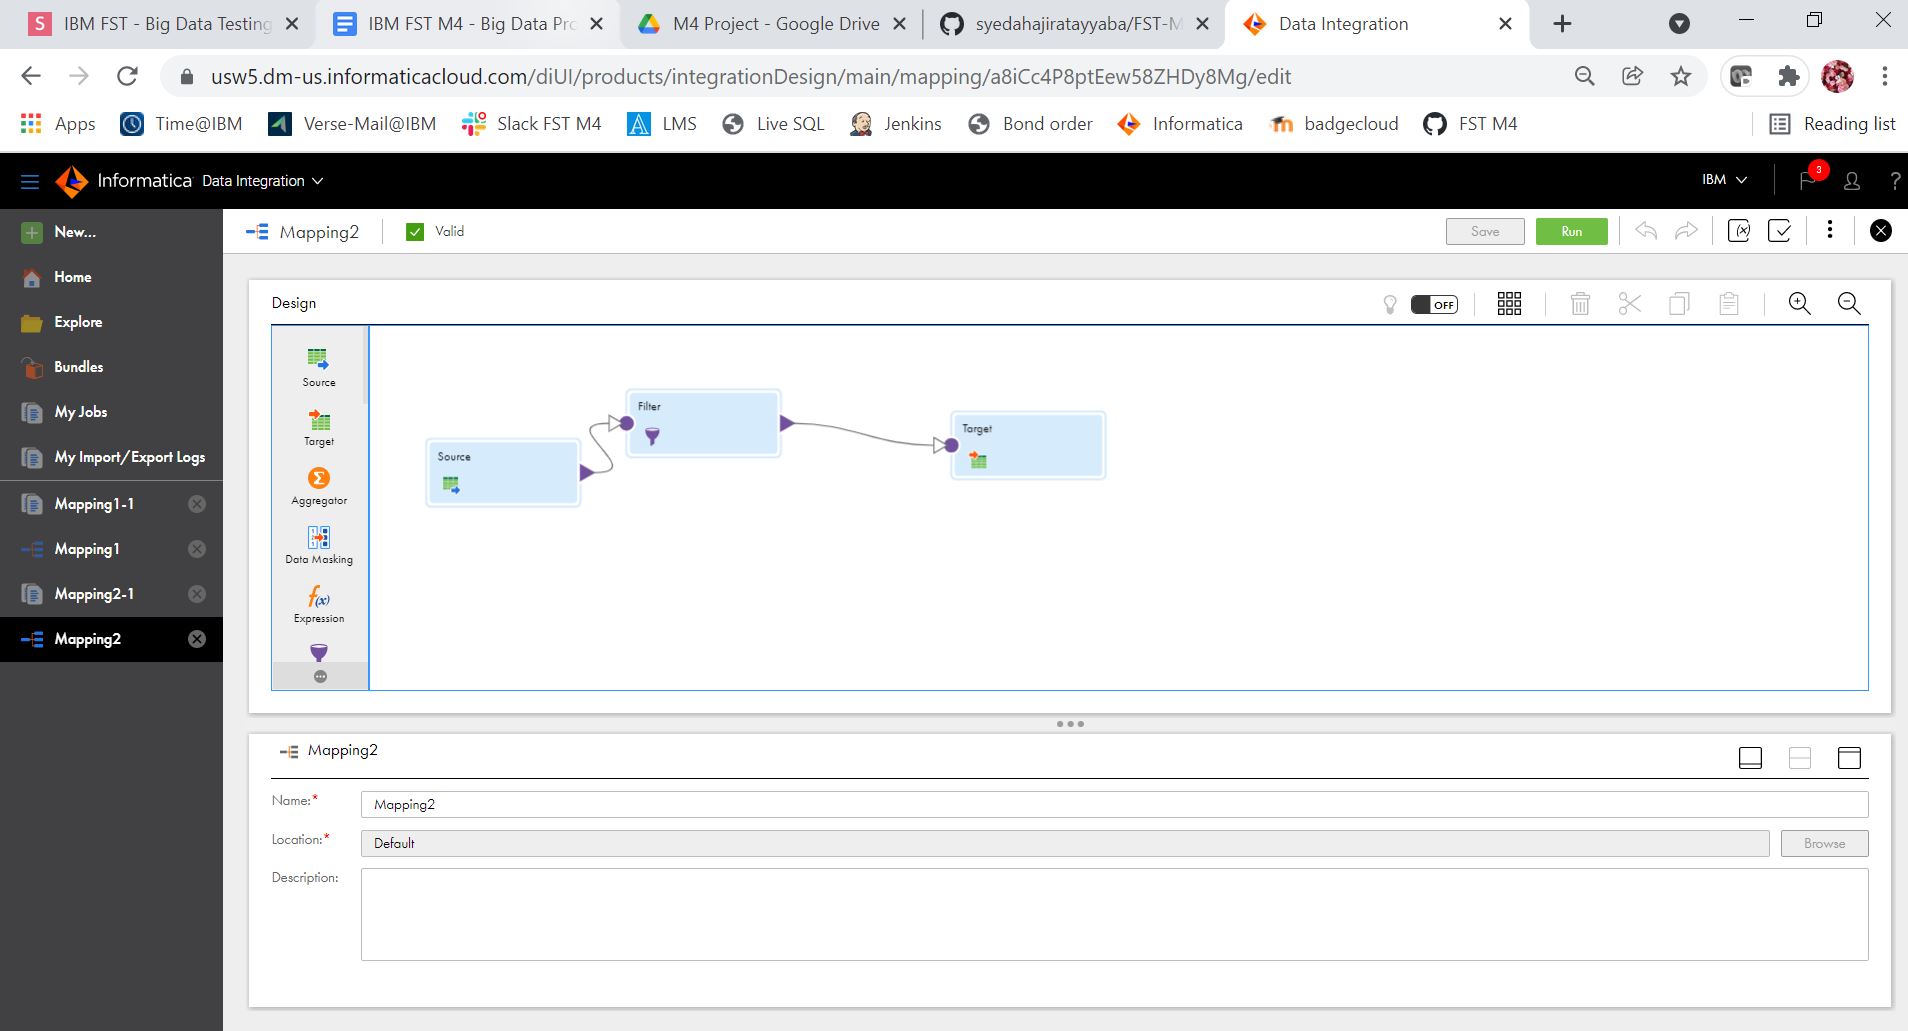 S IBM FST - Big Data Testing
IBM FST M4 - Big Data Pro
M4 Project - Google Drive
syedahajiratayyaba/FST-M
Data Integration
usw5.dm-us.informaticacloud.com/diUI/products/integrationDesign/main/mapping/a8iCc4P8ptEew58ZHDy8Mg/edit
Apps
Time@IBM
Verse-Mail@IBM
Slack FST M4
LMS
Live SQL
Jenkins
Bond order
Informatica
badgecloud
FST M4
Reading list
Informatica Data Integration
IBM
3
?
New...
Home
Explore
Bundles
My Jobs
My Import/Export Logs
Mapping1-1
Mapping1
Mapping2-1
Mapping2
Mapping2
Valid
Save
Run
Design
OFF
Source
Target
Aggregator
Data Masking
Expression
Source
Filter
Target
Mapping2
Name:* Mapping2
Location:* Default
Browse
Description: